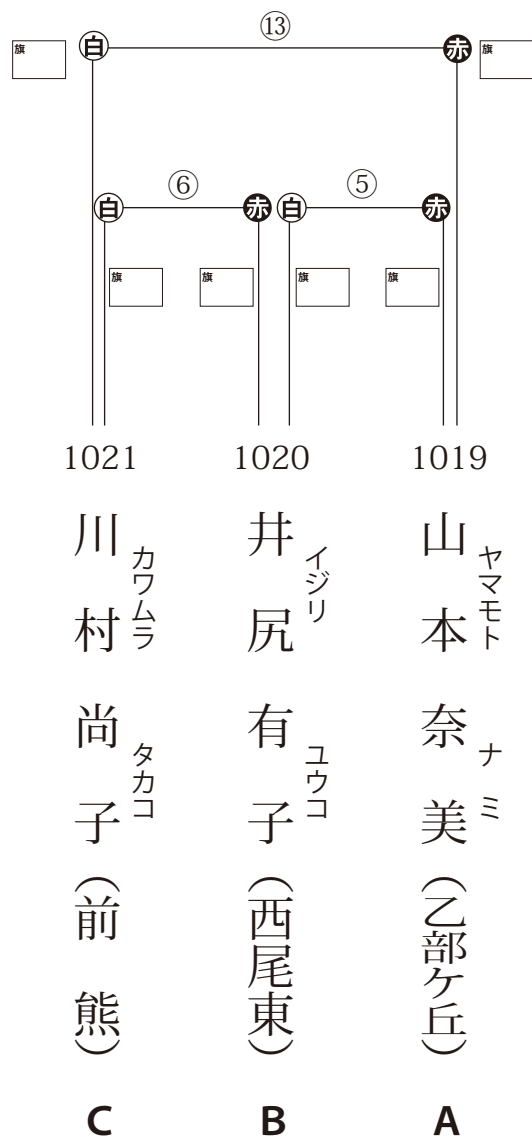 ⑬
旗 白 赤 旗
⑥ ⑤
白 赤 白 赤
旗 旗 旗 旗
1021 1020 1019
山本 奈美 (乙部ケ丘)
ヤマモト ナミ
A
井尻 有子 (西尾東)
イジリ ユウコ
B
川村 尚子 (前熊)
カワムラ タカコ
C